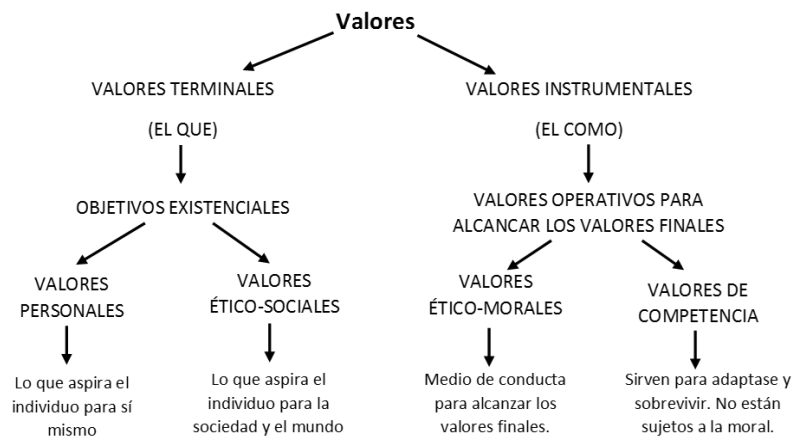 Valores
VALORES TERMINALES
(EL QUE)
OBJETIVOS EXISTENCIALES
VALORES
PERSONALES
Lo que aspira el
individuo para sí
mismo
VALORES
ÉTICO-SOCIALES
Lo que aspira el
individuo para la
sociedad y el mundo
VALORES INSTRUMENTALES
(EL COMO)
VALORES OPERATIVOS PARA
ALCANCAR LOS VALORES FINALES
VALORES
ÉTICO-MORALES
Medio de conducta
para alcanzar los
valores finales.
VALORES DE
COMPETENCIA
Sirven para adaptase y
sobrevivir. No están
sujetos a la moral.